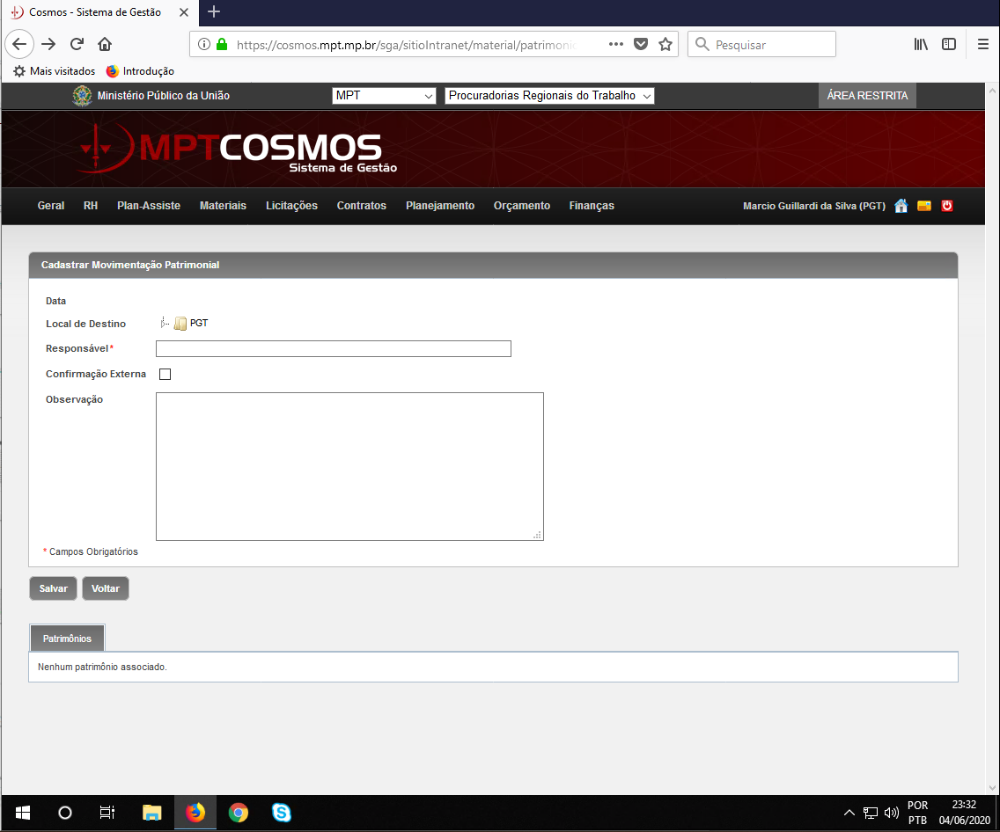 Cosmos - Sistema de Gestão
https://cosmos.mpt.mp.br/sga/sitioIntranet/material/patrimonio
Pesquisar
Mais visitados Introdução
Ministério Público da União MPT Procuradorias Regionais do Trabalho ÁREA RESTRITA
MPTCOSMOS
Sistema de Gestão
Geral RH Plan-Assiste Materiais Licitações Contratos Planejamento Orçamento Finanças Marcio Guillardi da Silva (PGT)
Cadastrar Movimentação Patrimonial
Data
Local de Destino PGT
Responsável*
Confirmação Externa
Observação
* Campos Obrigatórios
Salvar Voltar
Patrimônios
Nenhum patrimônio associado.
POR 23:32
PTB 04/06/2020